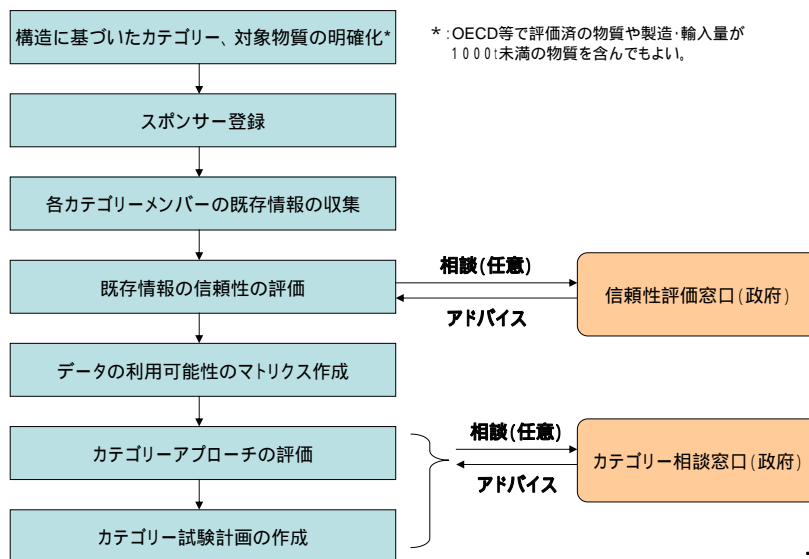 構造に基づいたカテゴリー、対象物質の明確化*
*:OECD等で評価済の物質や製造・輸入量が
1000t未満の物質を含んでもよい。
スポンサー登録
各カテゴリーメンバーの既存情報の収集
既存情報の信頼性の評価
相談(任意)
アドバイス
信頼性評価窓口(政府)
データの利用可能性のマトリクス作成
カテゴリーアプローチの評価
相談(任意)
アドバイス
カテゴリー相談窓口(政府)
カテゴリー試験計画の作成